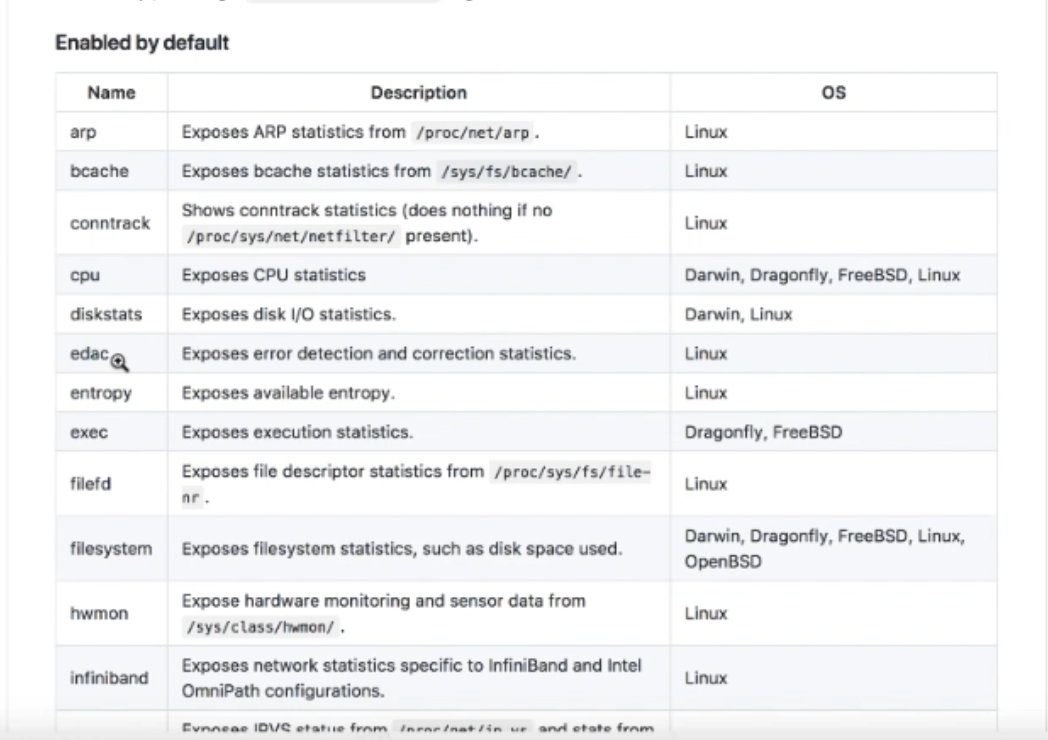 Enabled by default
Name Description OS
arp Exposes ARP statistics from /proc/net/arp . Linux
bcache Exposes bcache statistics from /sys/fs/bcache/ . Linux
conntrack Shows conntrack statistics (does nothing if no
/proc/sys/net/netfilter/ present). Linux
cpu Exposes CPU statistics Darwin, Dragonfly, FreeBSD, Linux
diskstats Exposes disk I/O statistics. Darwin, Linux
edac Exposes error detection and correction statistics. Linux
entropy Exposes available entropy. Linux
exec Exposes execution statistics. Dragonfly, FreeBSD
filefd Exposes file descriptor statistics from /proc/sys/fs/file-
nr . Linux
filesystem Exposes filesystem statistics, such as disk space used. Darwin, Dragonfly, FreeBSD, Linux,
OpenBSD
hwmon Expose hardware monitoring and sensor data from
/sys/class/hwmon/ . Linux
infiniband Exposes network statistics specific to InfiniBand and Intel
OmniPath configurations. Linux
Exposes IPVS status from /proc/net/ip_vs and stats from